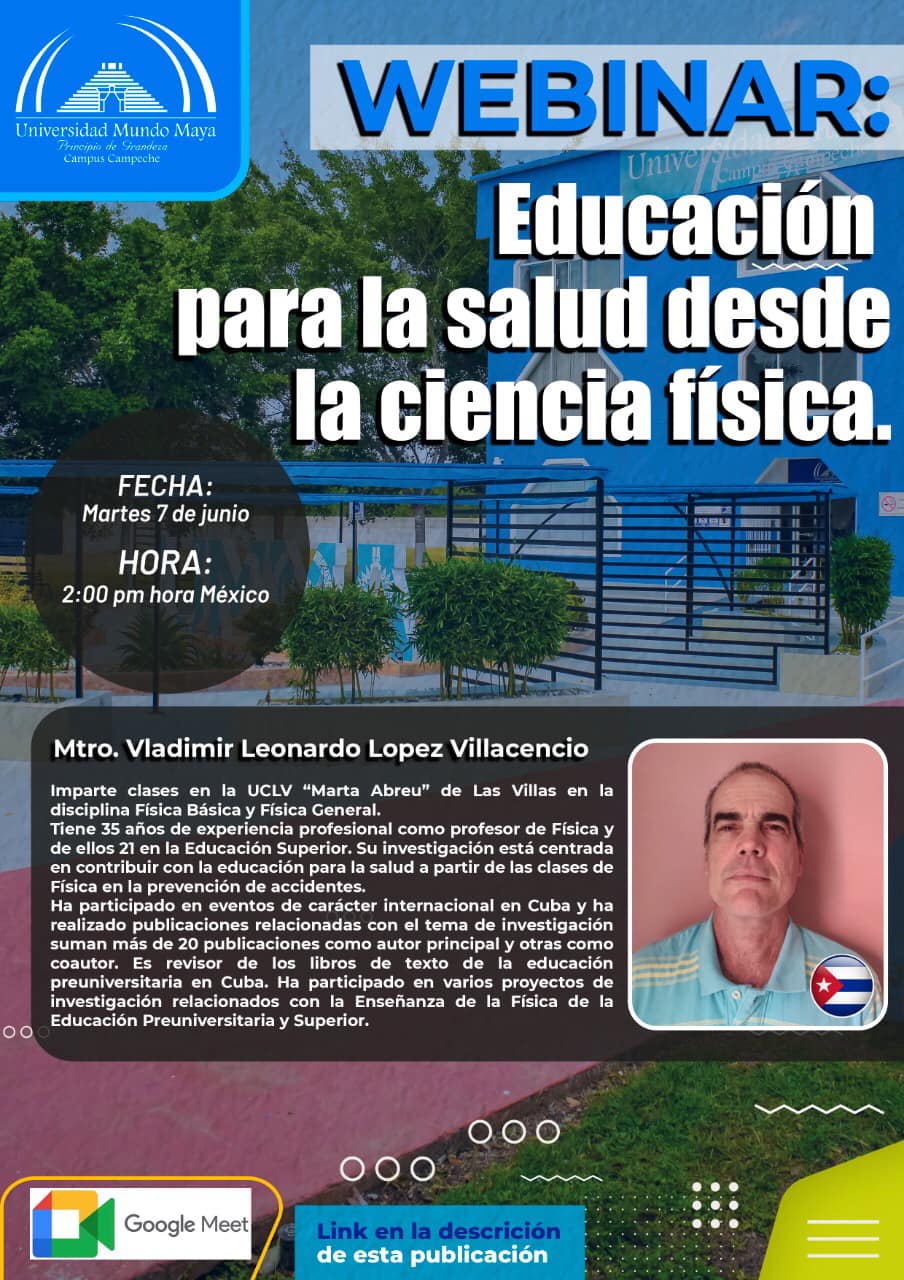 Universidad Mundo Maya
Principio de Grandeza
Campus Campeche
WEBINAR:
Educación
para la salud desde
la ciencia física.
FECHA:
Martes 7 de junio
HORA:
2:00 pm hora México
Mtro. Vladimir Leonardo Lopez Villacencio
Imparte clases en la UCLV “Marta Abreu” de Las Villas en la
disciplina Física Básica y Física General.
Tiene 35 años de experiencia profesional como profesor de Física y
de ellos 21 en la Educación Superior. Su investigación está centrada
en contribuir con la educación para la salud a partir de las clases de
Física en la prevención de accidentes.
Ha participado en eventos de carácter internacional en Cuba y ha
realizado publicaciones relacionadas con el tema de investigación
suman más de 20 publicaciones como autor principal y otras como
coautor. Es revisor de los libros de texto de la educación
preuniversitaria en Cuba. Ha participado en varios proyectos de
investigación relacionados con la Enseñanza de la Física de la
Educación Preuniversitaria y Superior.
Google Meet
Link en la descrición
de esta publicación